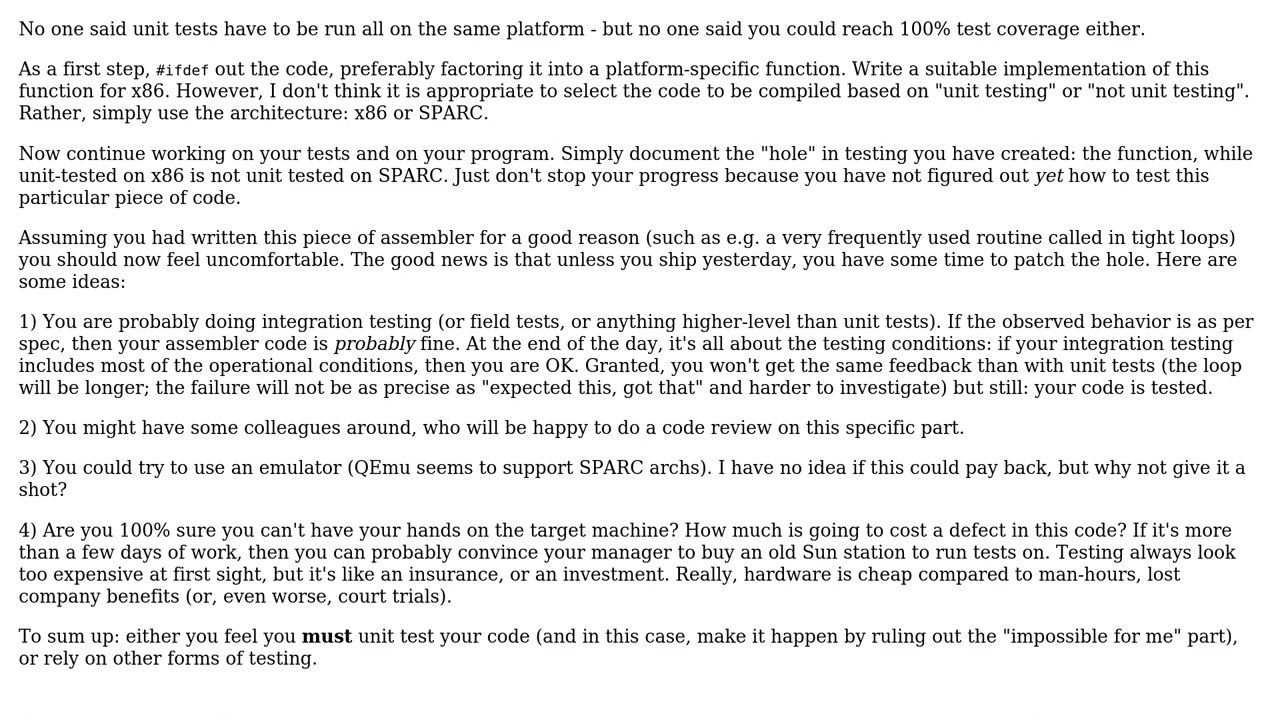 No one said unit tests have to be run all on the same platform - but no one said you could reach 100% test coverage either.
As a first step, #ifdef out the code, preferably factoring it into a platform-specific function. Write a suitable implementation of this
function for x86. However, I don't think it is appropriate to select the code to be compiled based on "unit testing" or "not unit testing".
Rather, simply use the architecture: x86 or SPARC.
Now continue working on your tests and on your program. Simply document the "hole" in testing you have created: the function, while
unit-tested on x86 is not unit tested on SPARC. Just don't stop your progress because you have not figured out yet how to test this
particular piece of code.
Assuming you had written this piece of assembler for a good reason (such as e.g. a very frequently used routine called in tight loops)
you should now feel uncomfortable. The good news is that unless you ship yesterday, you have some time to patch the hole. Here are
some ideas:
1) You are probably doing integration testing (or field tests, or anything higher-level than unit tests). If the observed behavior is as per
spec, then your assembler code is probably fine. At the end of the day, it's all about the testing conditions: if your integration testing
includes most of the operational conditions, then you are OK. Granted, you won't get the same feedback than with unit tests (the loop
will be longer; the failure will not be as precise as "expected this, got that" and harder to investigate) but still: your code is tested.
2) You might have some colleagues around, who will be happy to do a code review on this specific part.
3) You could try to use an emulator (QEmu seems to support SPARC archs). I have no idea if this could pay back, but why not give it a
shot?
4) Are you 100% sure you can't have your hands on the target machine? How much is going to cost a defect in this code? If it's more
than a few days of work, then you can probably convince your manager to buy an old Sun station to run tests on. Testing always look
too expensive at first sight, but it's like an insurance, or an investment. Really, hardware is cheap compared to man-hours, lost
company benefits (or, even worse, court trials).
To sum up: either you feel you must unit test your code (and in this case, make it happen by ruling out the "impossible for me" part),
or rely on other forms of testing.